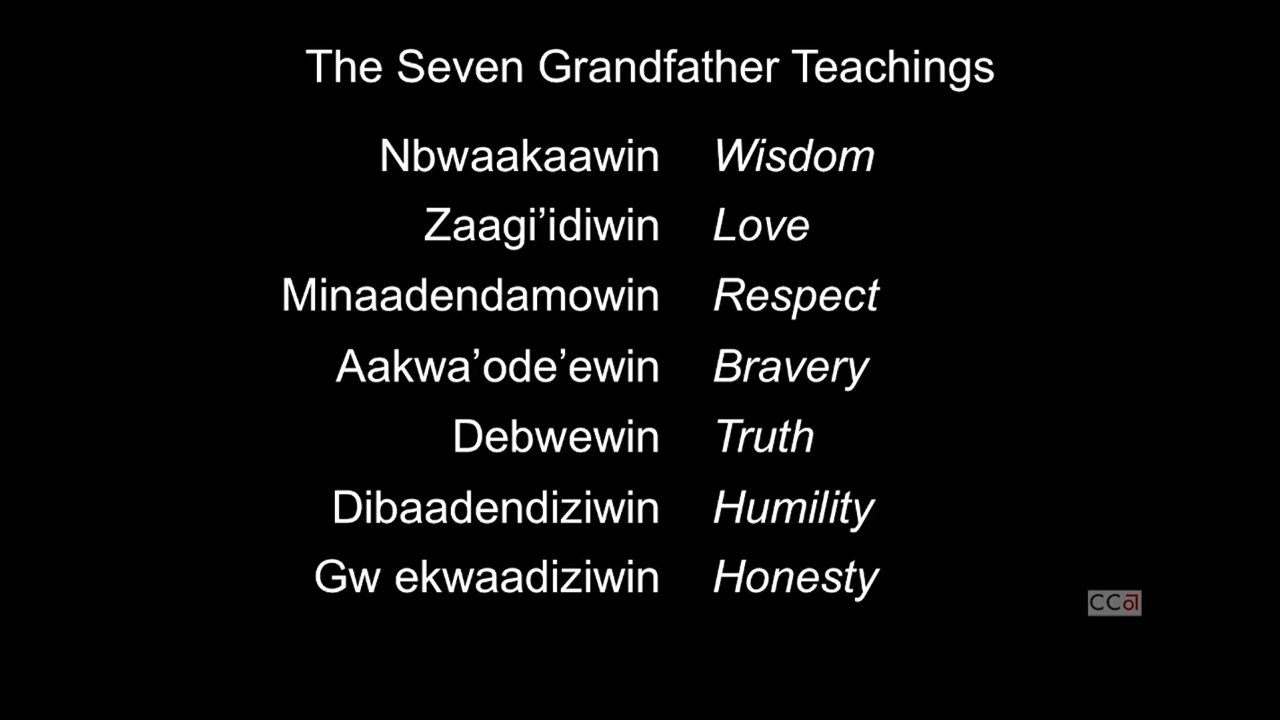 The Seven Grandfather Teachings
Nbwaakaawin Wisdom
Zaagi’idiwin Love
Minaadendamowin Respect
Aakwa’ode’ewin Bravery
Debwewin Truth
Dibaadendiziwin Humility
Gw ekwaadiziwin Honesty